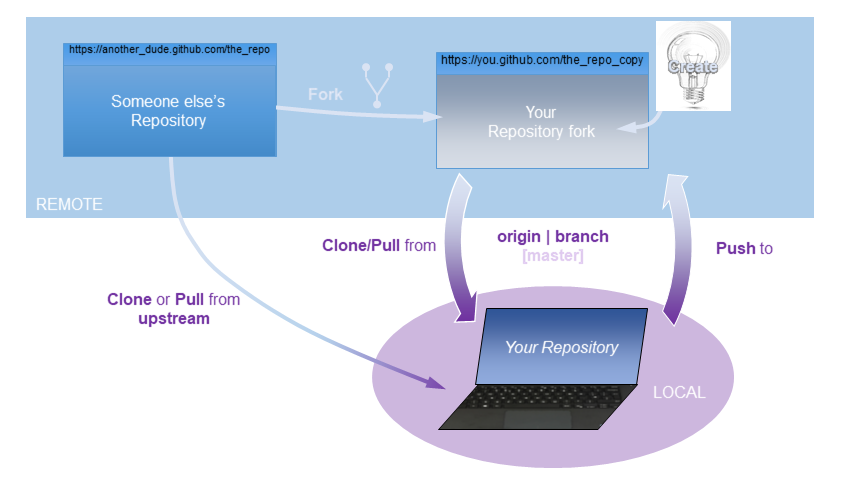 https://another_dude.github.com/the_repo
Someone else's
Repository
Fork
https://you.github.com/the_repo_copy
Your
Repository fork
Create
REMOTE
Clone/Pull from
origin | branch
[master]
Push to
Clone or Pull from
upstream
Your Repository
LOCAL